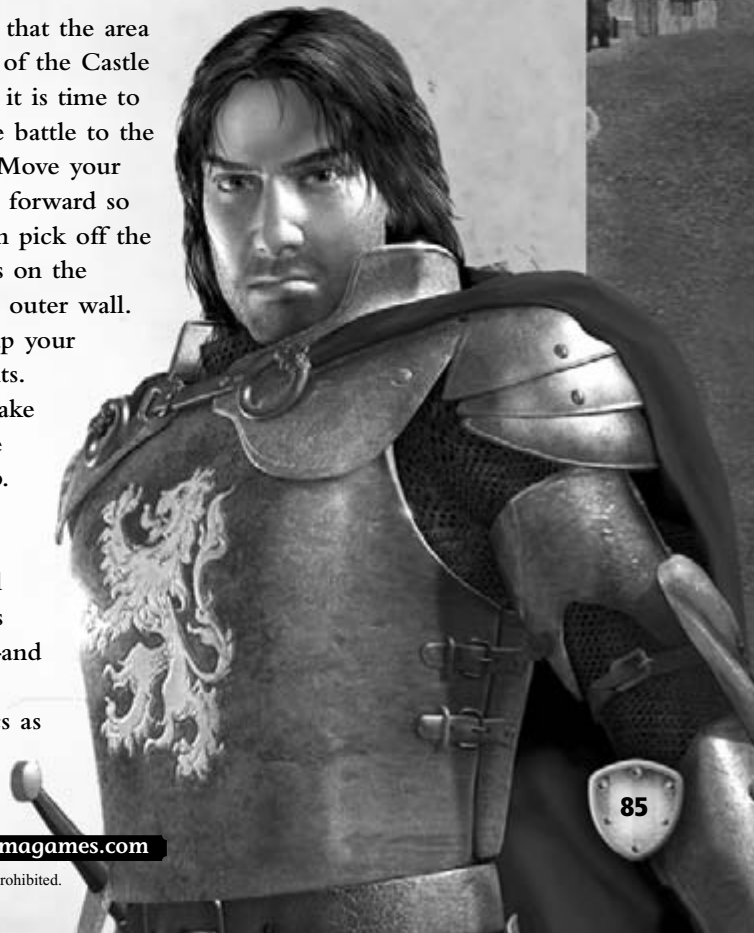 that the area
of the Castle
it is time to
battle to the
Move your
forward so
pick off the
on the
outer wall.
your
ake
and
as
magames.com
rohibited.
85